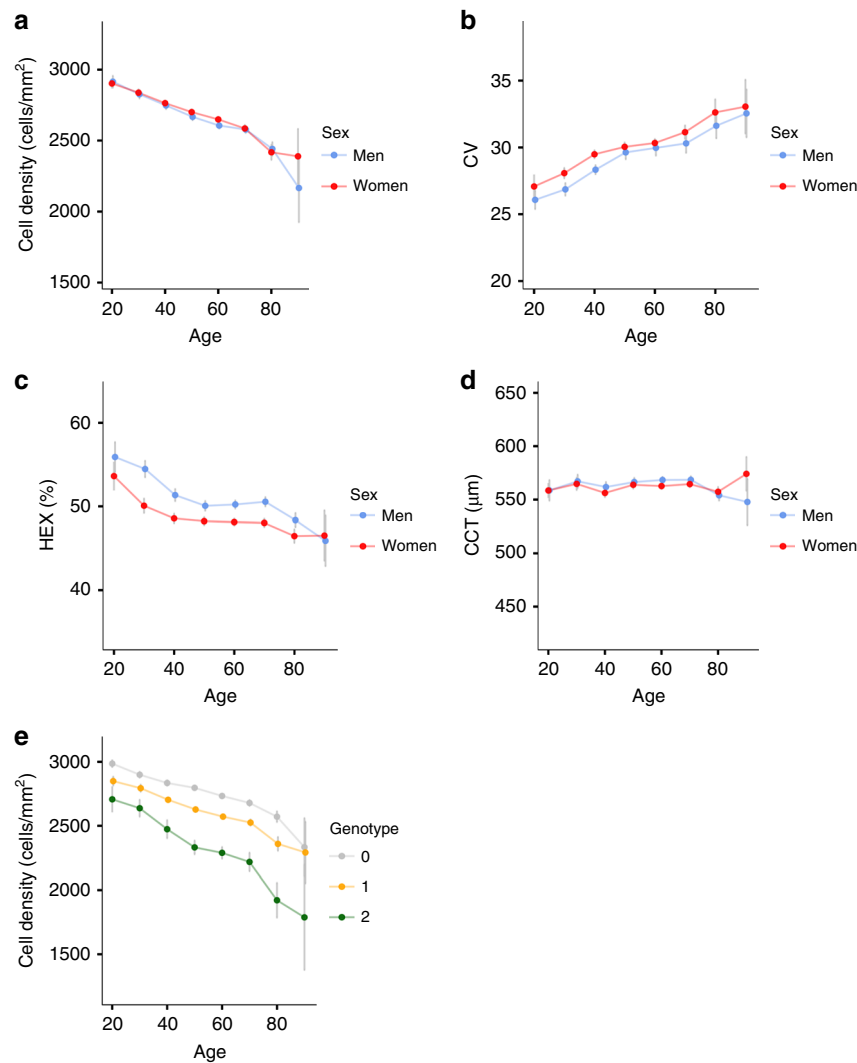 a
Cell density (cells/mm²)
3000
2500
2000
1500
20 40 60 80
Age
Sex
Men
Women
b
CV
35
30
25
20
20 40 60 80
Age
Sex
Men
Women
c
HEX (%)
60
50
40
20 40 60 80
Age
Sex
Men
Women
d
CCT (μm)
650
600
550
500
450
20 40 60 80
Age
Sex
Men
Women
e
Cell density (cells/mm²)
3000
2500
2000
1500
20 40 60 80
Age
Genotype
0
1
2